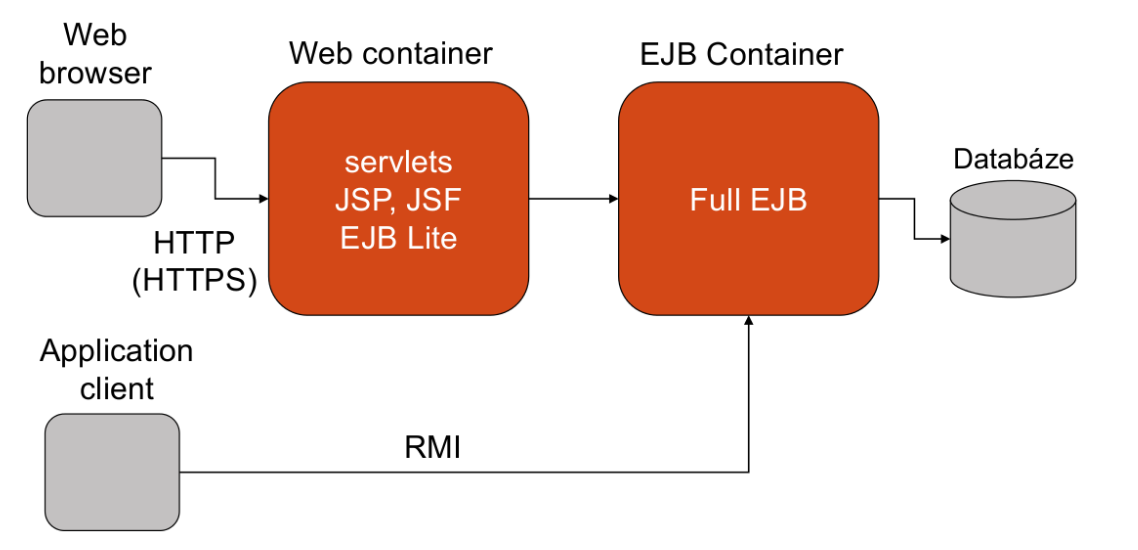 Web
browser
Web container
EJB Container
servlets
JSP, JSF
EJB Lite
Full EJB
Databáze
HTTP
(HTTPS)
Application
client
RMI